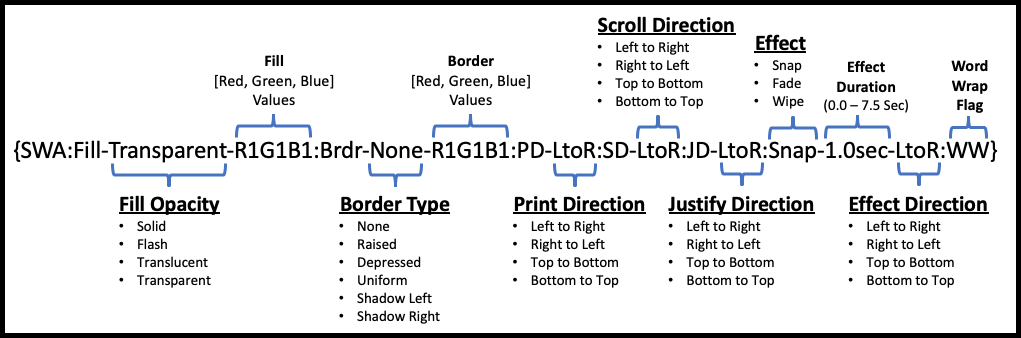 Scroll Direction
• Left to Right
• Right to Left
• Top to Bottom
• Bottom to Top
Effect
• Snap
• Fade
• Wipe
Fill
[Red, Green, Blue]
Values
Border
[Red, Green, Blue]
Values
Effect
Duration
(0.0 – 7.5 Sec)
Word
Wrap
Flag
{SWA:Fill-Transparent-R1G1B1:Brdr-None-R1G1B1:PD-LtoR:SD-LtoR:JD-LtoR:Snap-1.0sec-LtoR:WW}
Fill Opacity
• Solid
• Flash
• Translucent
• Transparent
Border Type
• None
• Raised
• Depressed
• Uniform
• Shadow Left
• Shadow Right
Print Direction
• Left to Right
• Right to Left
• Top to Bottom
• Bottom to Top
Justify Direction
• Left to Right
• Right to Left
• Top to Bottom
• Bottom to Top
Effect Direction
• Left to Right
• Right to Left
• Top to Bottom
• Bottom to Top